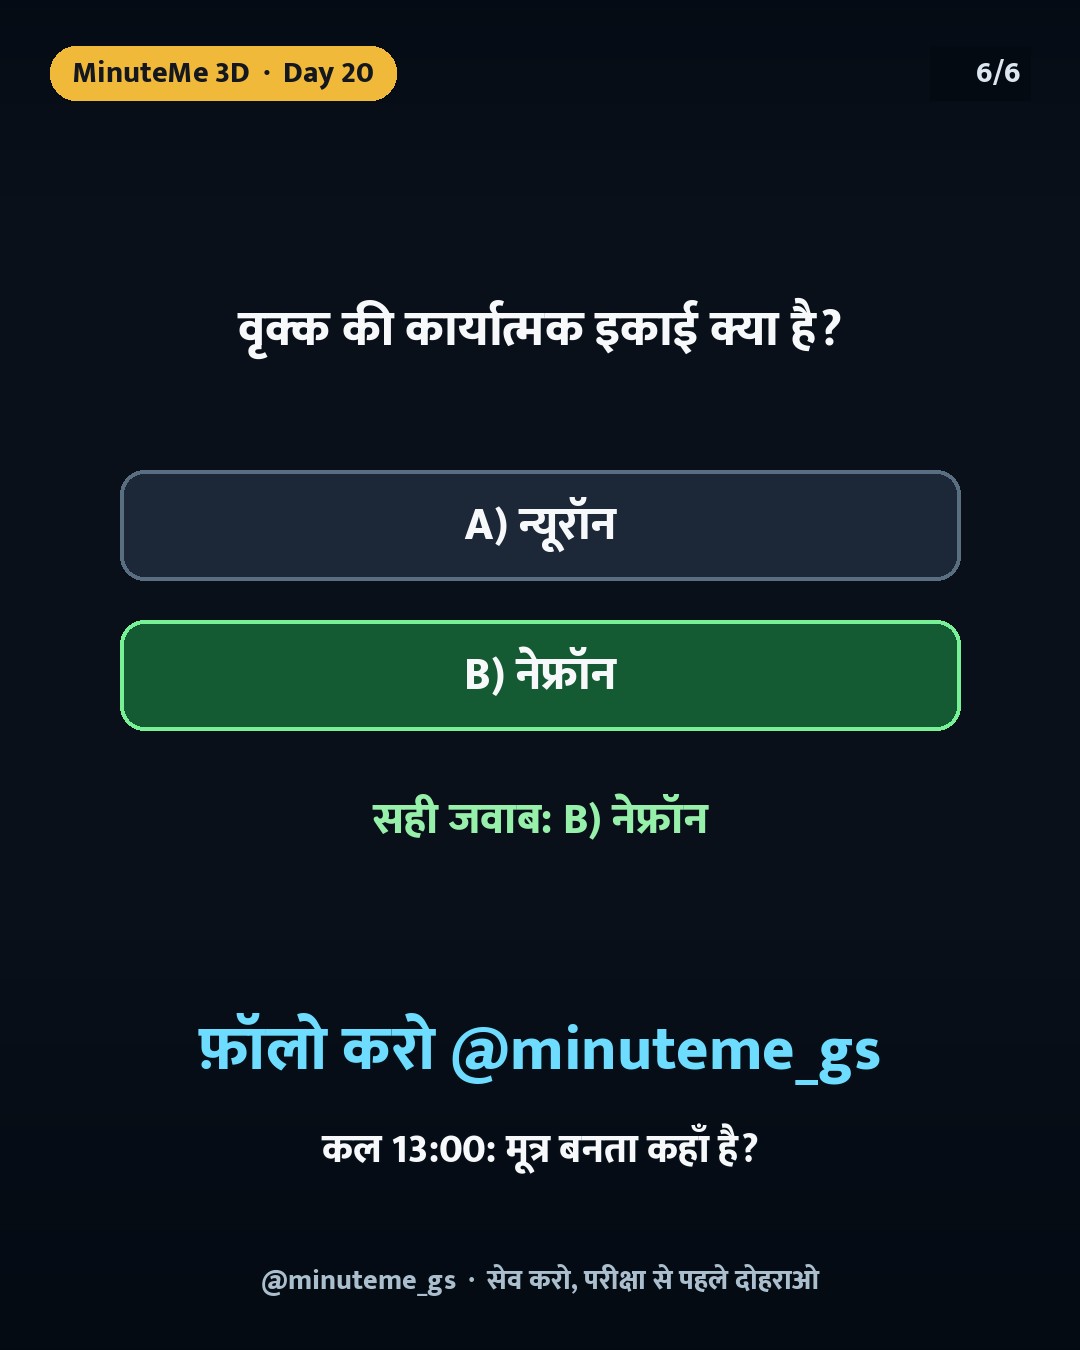 MinuteMe 3D · Day 20
6/6
वृक्क की कार्यात्मक इकाई क्या है?
A) न्यूरॉन
B) नेफ्रॉन
सही जवाब: B) नेफ्रॉन
फ़ॉलो करो @minuteme_gs
कल 13:00: मूत्र बनता कहाँ है?
@minuteme_gs · सेव करो, परीक्षा से पहले दोहराओ